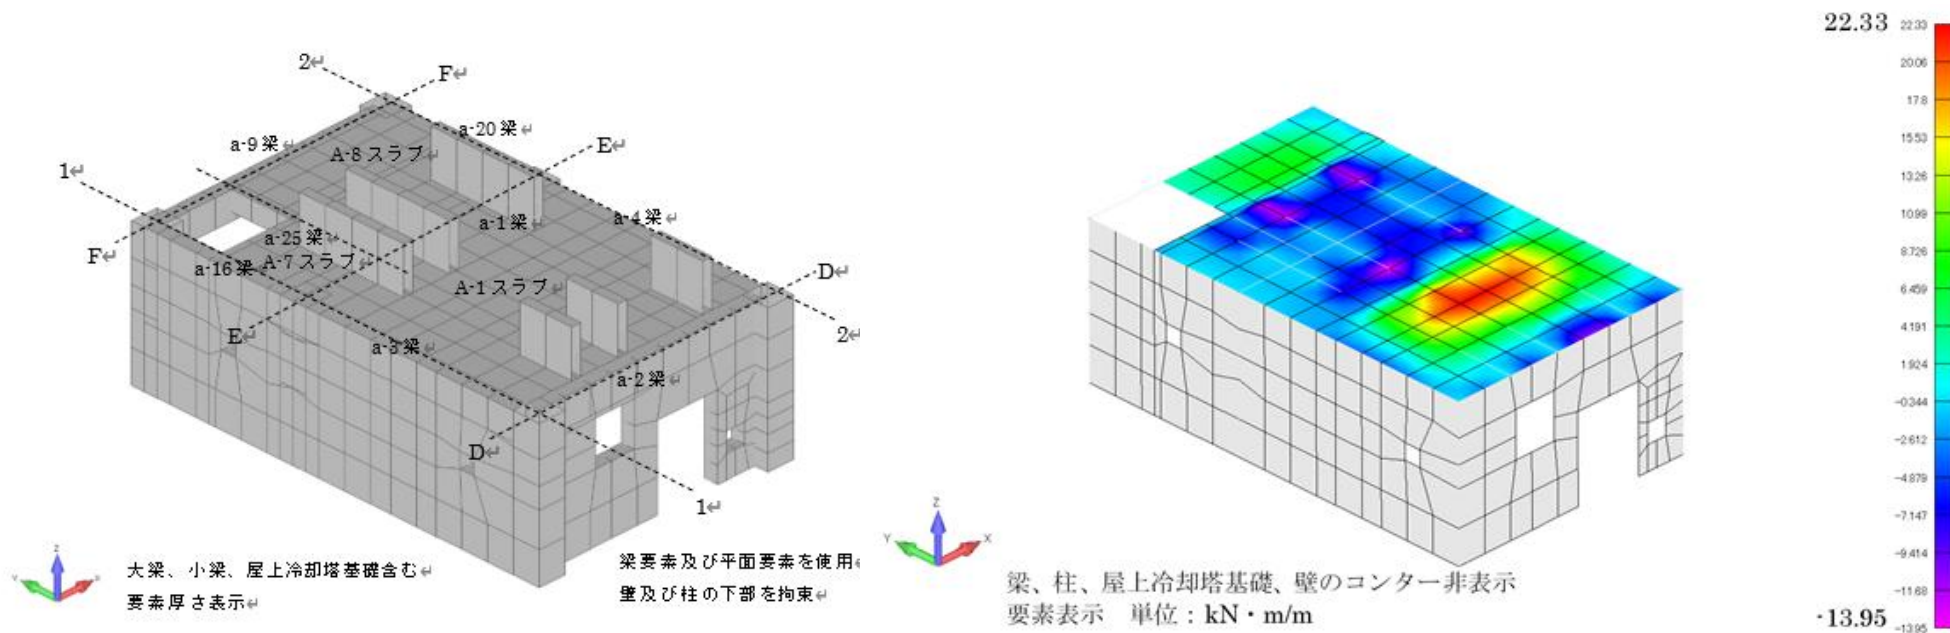 2↵
F↵
a-20 梁↵
a-9 梁↵
A-8 スラブ↵
E↵
1↵
a-4 梁↵
a-1 梁↵
a-25 梁↵
F↵
A-7 スラブ↵
a-16 梁
D↵
A-1 スラブ↵
E↵
a-3 梁↵
2↵
a-2 梁↵
D↵
1↵
Z
Y
X
大梁、小梁、屋上冷却塔基礎含む↵
要素厚さ表示↵
梁要素及び平面要素を使用↵
壁及び柱の下部を拘束↵
Z
Y
X
梁、柱、屋上冷却塔基礎、壁のコンター非表示
要素表示　単位：kN・m/m
22.33
22.33
20.06
17.8
15.53
13.26
10.99
8.726
6.459
4.191
1.924
-0.344
-2.612
-4.879
-7.147
-9.414
-11.68
-13.95
-13.95